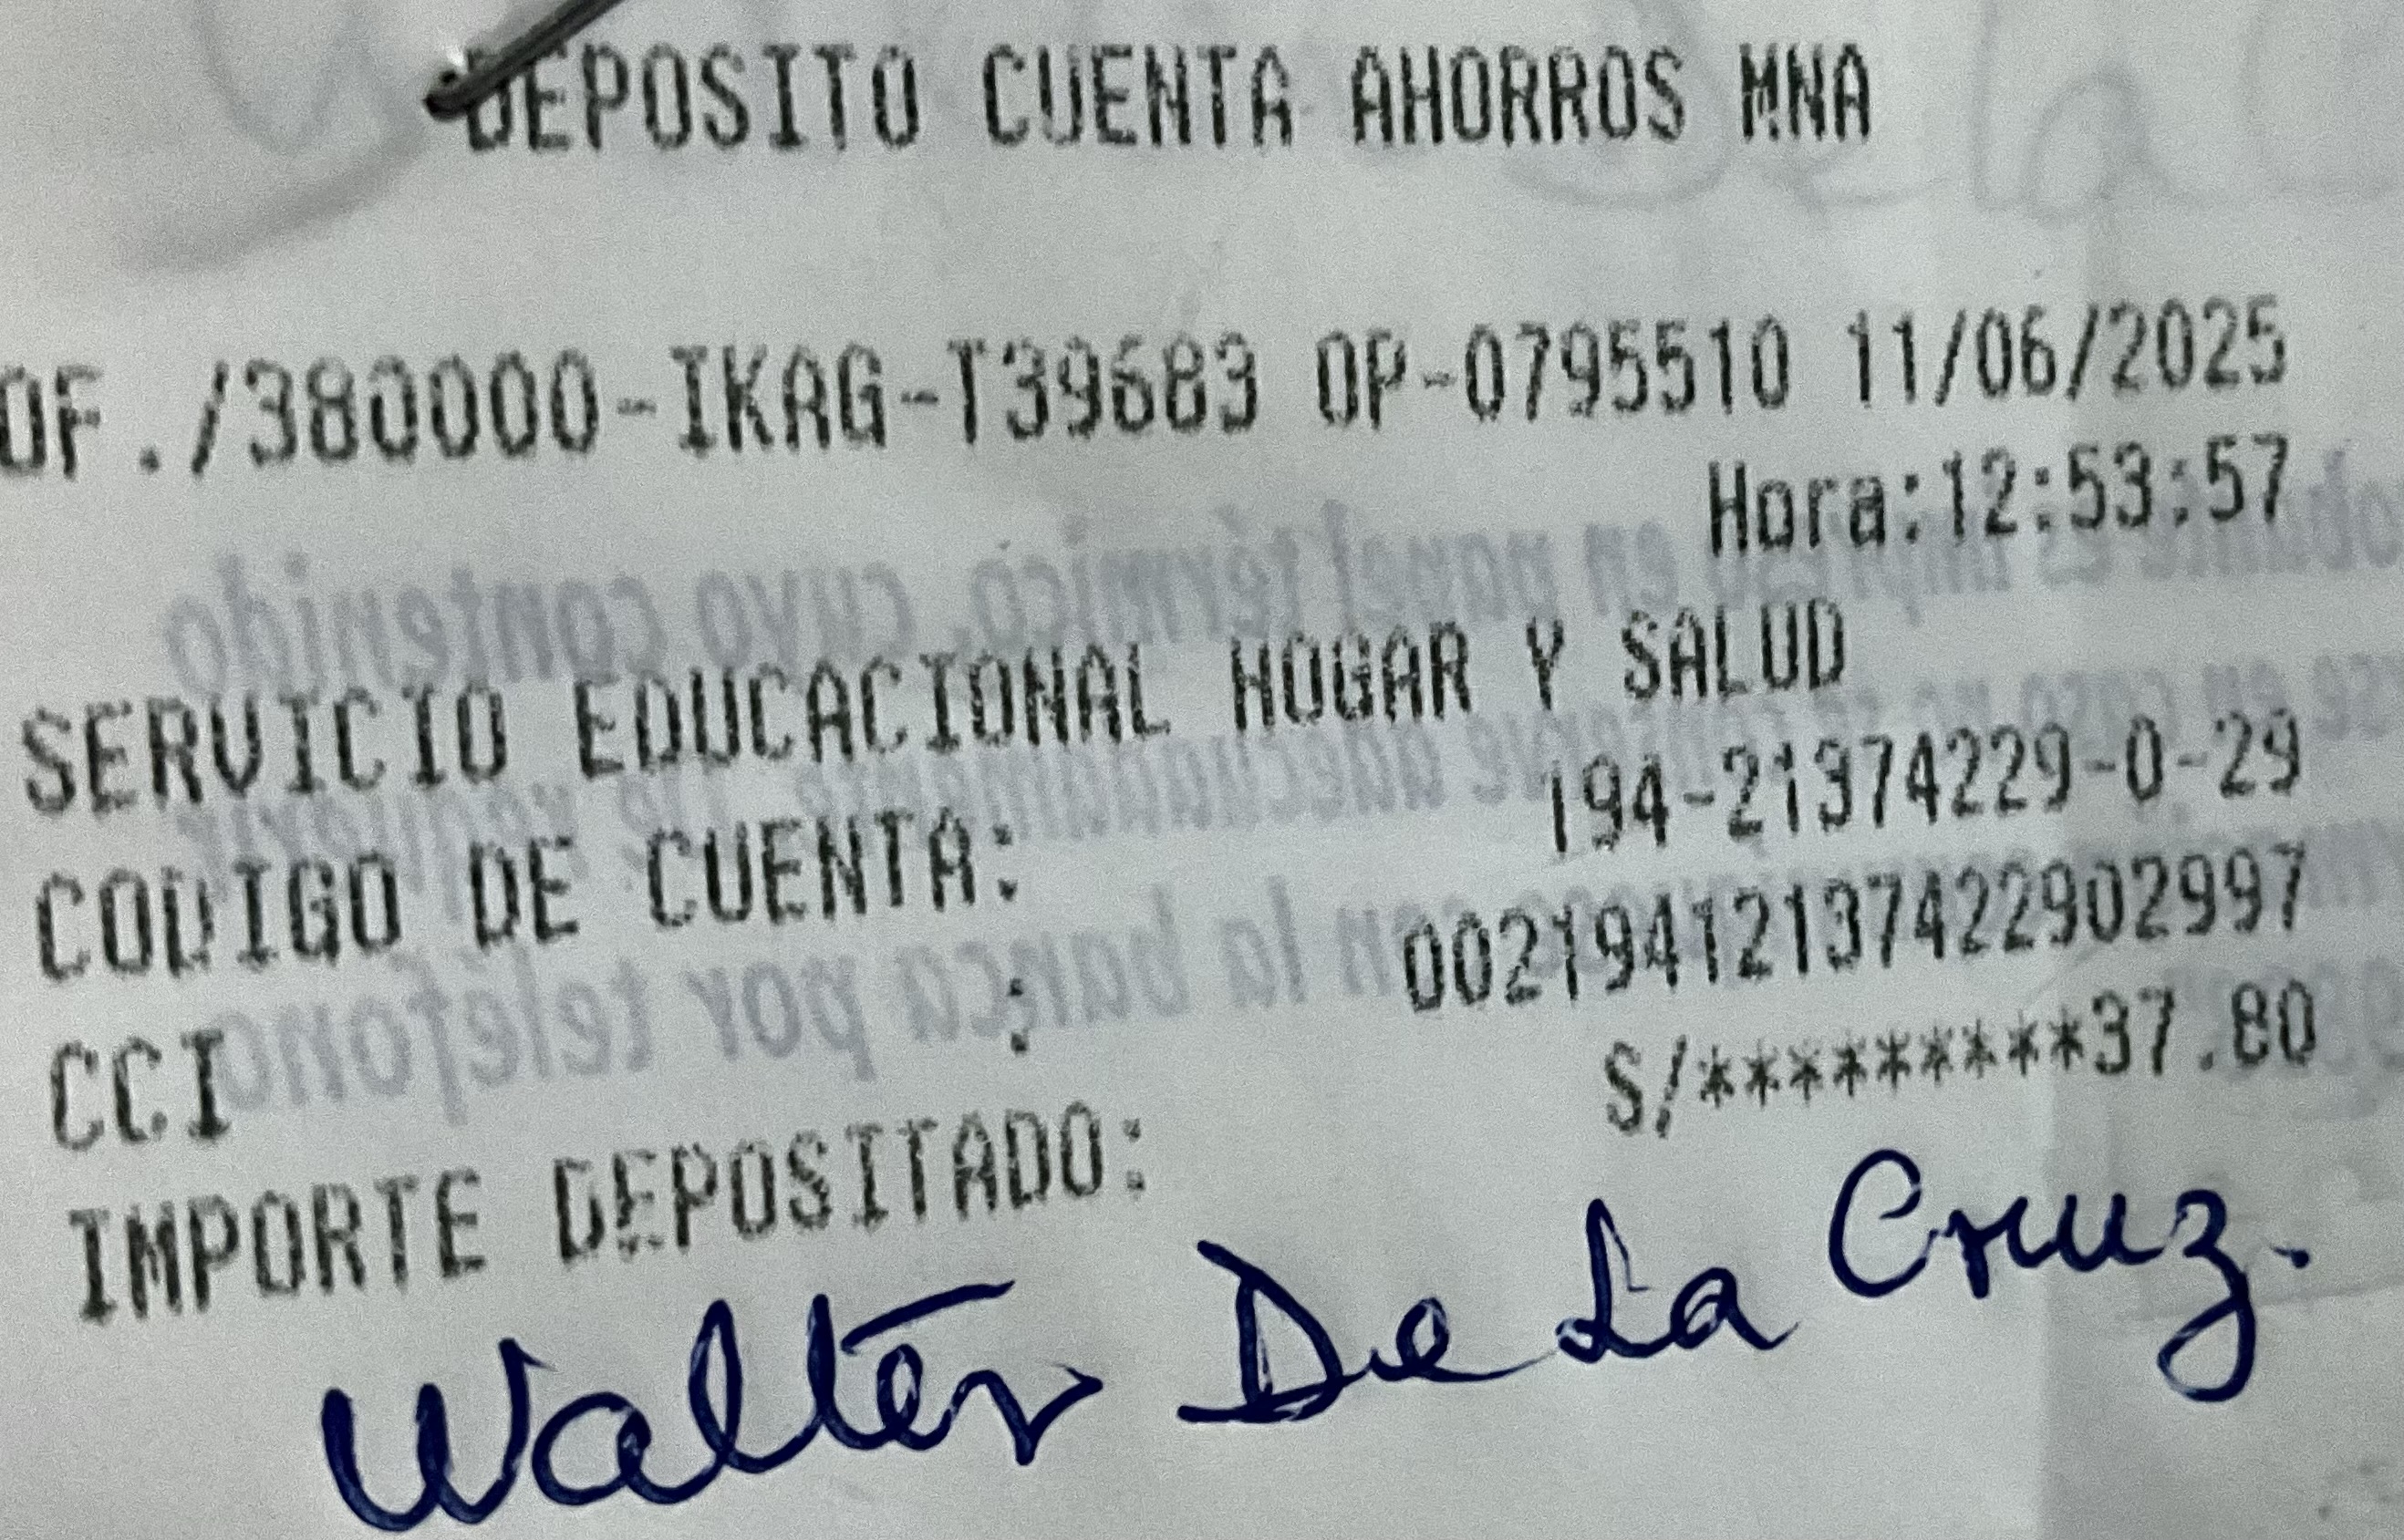 DEPOSITO CUENTA AHORROS MNA
OF./380000-IKAG-T39683 OP-0795510 11/06/2025
Hora:12:53:57
SERVICIO EDUCACIONAL HOGAR Y SALUD
CODIGO DE CUENTA: 194-21374229-0-29
CCI : 00219412137422902997
IMPORTE DEPOSITADO: S/*********37.80
Walter De La Cruz.